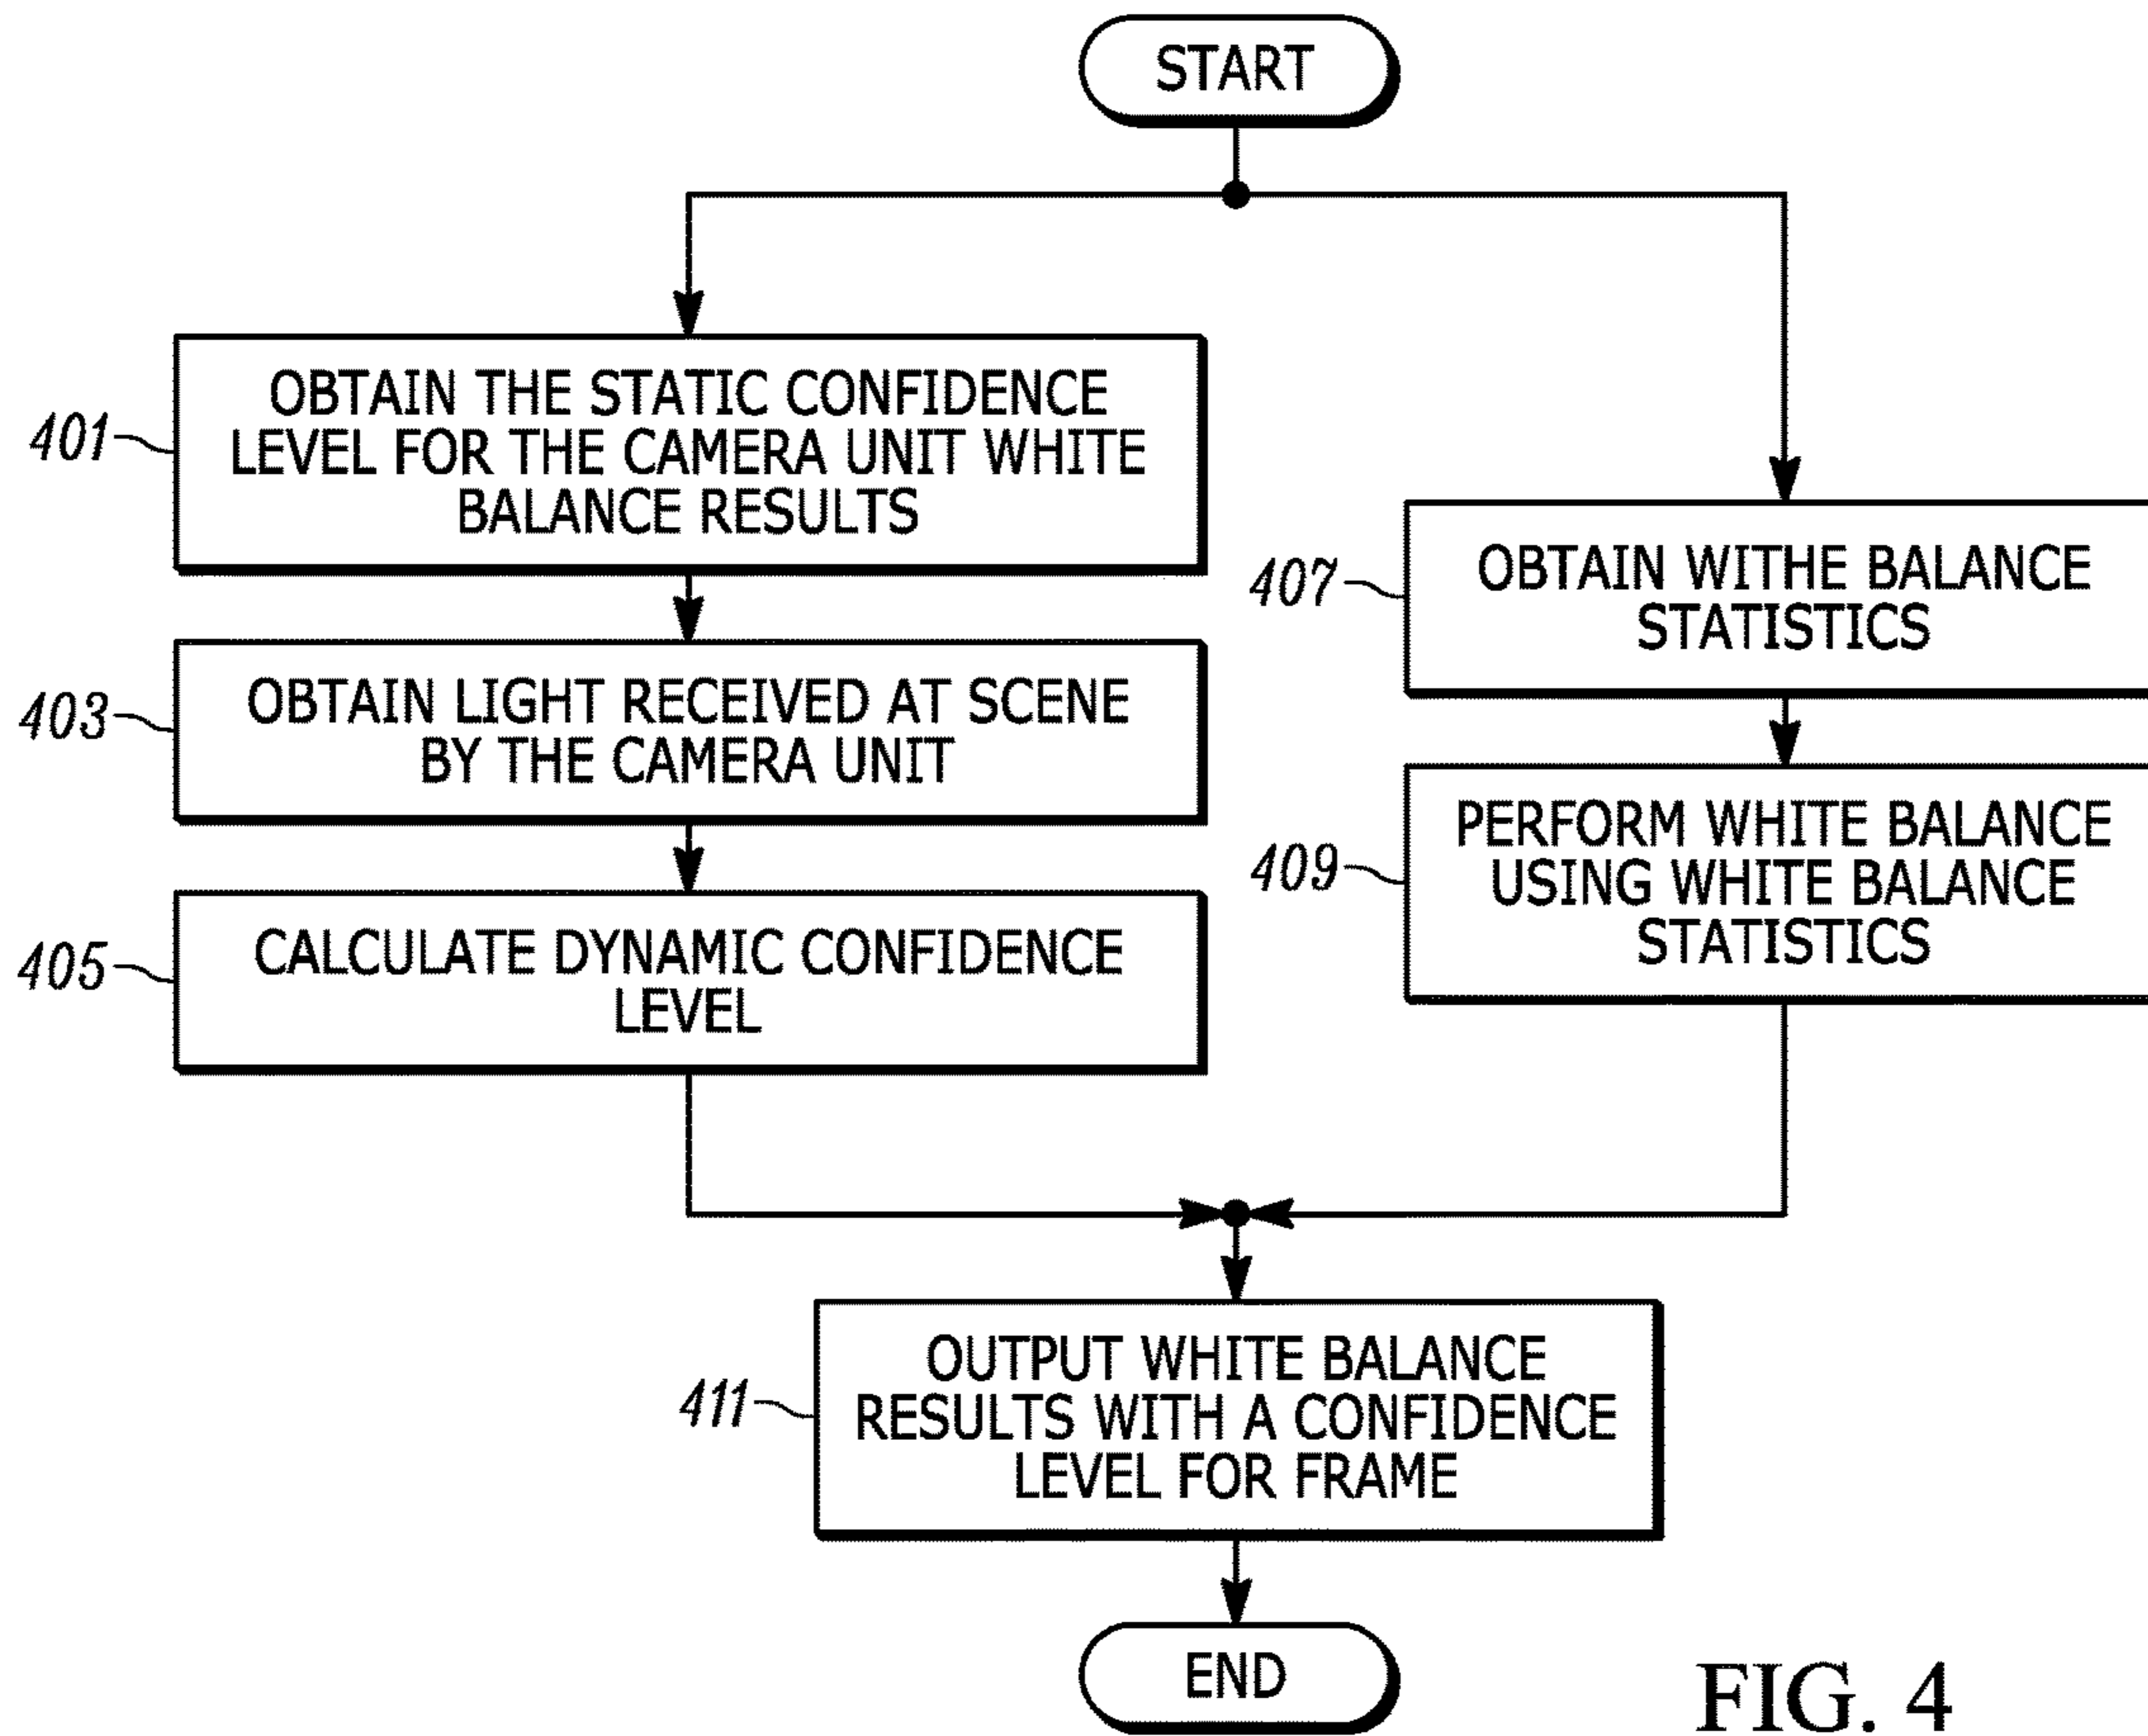 START
401
OBTAIN THE STATIC CONFIDENCE
LEVEL FOR THE CAMERA UNIT WHITE
BALANCE RESULTS
403
OBTAIN LIGHT RECEIVED AT SCENE
BY THE CAMERA UNIT
405
CALCULATE DYNAMIC CONFIDENCE
LEVEL
407
OBTAIN WITHE BALANCE
STATISTICS
409
PERFORM WHITE BALANCE
USING WHITE BALANCE
STATISTICS
411
OUTPUT WHITE BALANCE
RESULTS WITH A CONFIDENCE
LEVEL FOR FRAME
END
FIG. 4